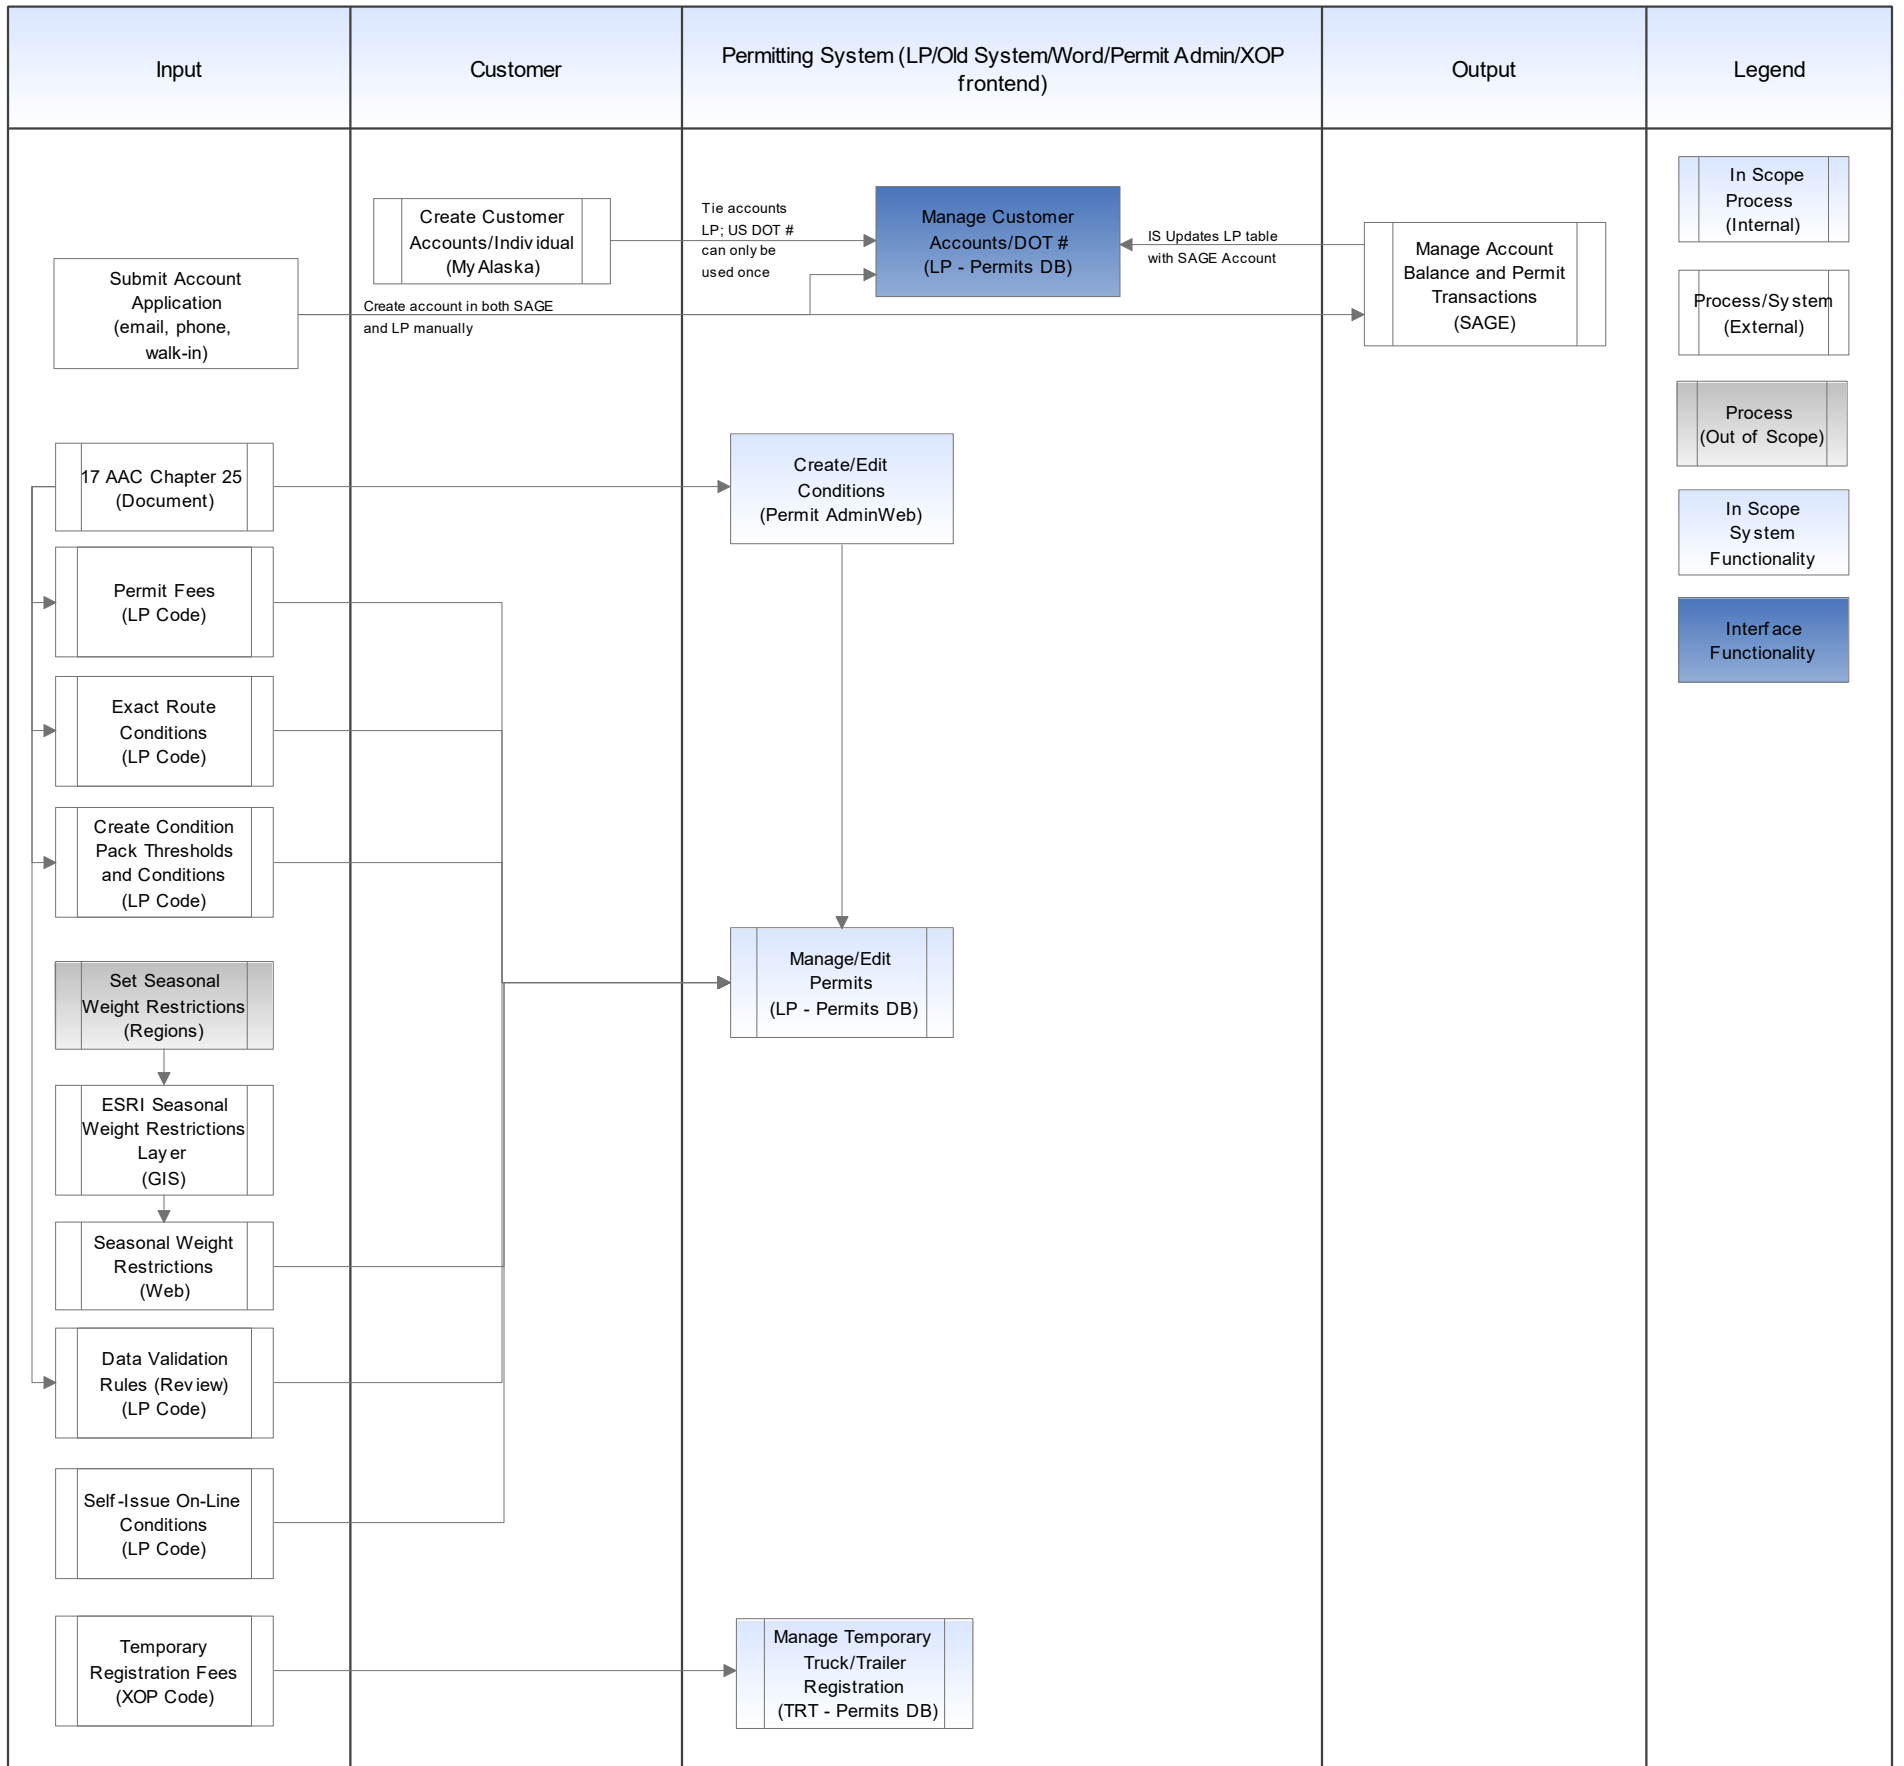 Input
Customer
Permitting System (LP/Old System/Word/Permit Admin/XOP
frontend)
Output
Legend
Submit Account
Application
(email, phone,
walk-in)
Create Customer
Accounts/Individual
(MyAlaska)
Create account in both SAGE
and LP manually
Tie accounts
LP; US DOT #
can only be
used once
Manage Customer
Accounts/DOT #
(LP - Permits DB)
IS Updates LP table
with SAGE Account
Manage Account
Balance and Permit
Transactions
(SAGE)
In Scope
Process
(Internal)
Process/System
(External)
Process
(Out of Scope)
In Scope
System
Functionality
Interface
Functionality
17 AAC Chapter 25
(Document)
Create/Edit
Conditions
(Permit AdminWeb)
Permit Fees
(LP Code)
Exact Route
Conditions
(LP Code)
Create Condition
Pack Thresholds
and Conditions
(LP Code)
Set Seasonal
Weight Restrictions
(Regions)
Manage/Edit
Permits
(LP - Permits DB)
ESRI Seasonal
Weight Restrictions
Layer
(GIS)
Seasonal Weight
Restrictions
(Web)
Data Validation
Rules (Review)
(LP Code)
Self-Issue On-Line
Conditions
(LP Code)
Temporary
Registration Fees
(XOP Code)
Manage Temporary
Truck/Trailer
Registration
(TRT - Permits DB)